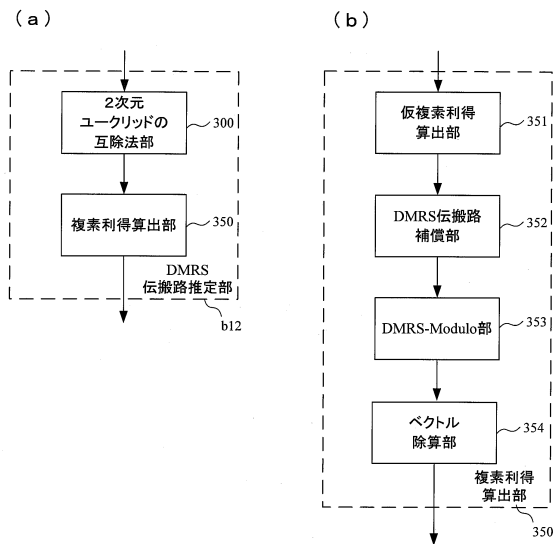 (a)
2次元
ユークリッドの
互除法部
300
複素利得算出部
350
DMRS
伝搬路推定部
b12
(b)
仮複素利得
算出部
351
DMRS伝搬路
補償部
352
DMRS-Modulo部
353
ベクトル
除算部
354
複素利得
算出部
350